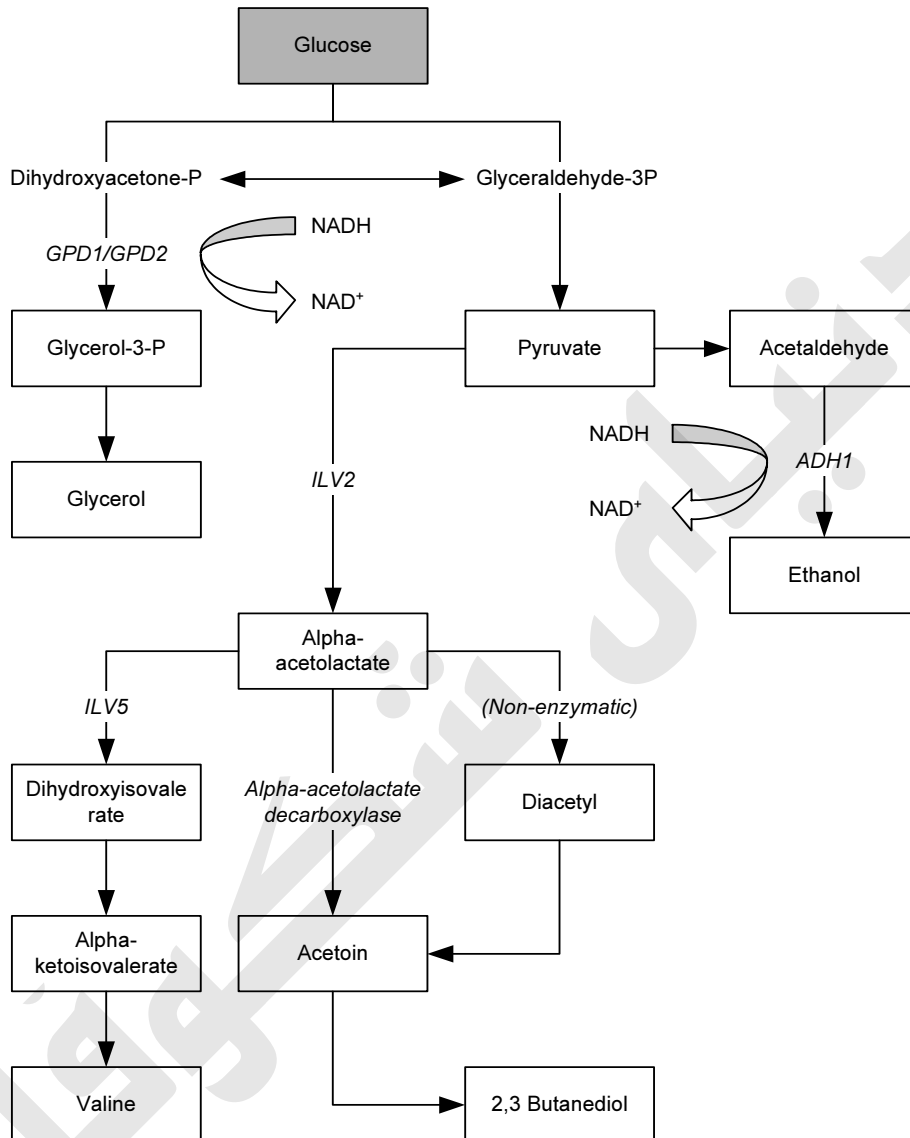 Glucose
Dihydroxyacetone-P
Glyceraldehyde-3P
NADH
GPD1/GPD2
NAD+
Glycerol-3-P
Pyruvate
Acetaldehyde
NADH
ADH1
Glycerol
ILV2
NAD+
Ethanol
Alpha-
acetolactate
ILV5
(Non-enzymatic)
Dihydroxyisovale
rate
Alpha-acetolactate
decarboxylase
Diacetyl
Alpha-
ketoisovalerate
Acetoin
Valine
2,3 Butanediol